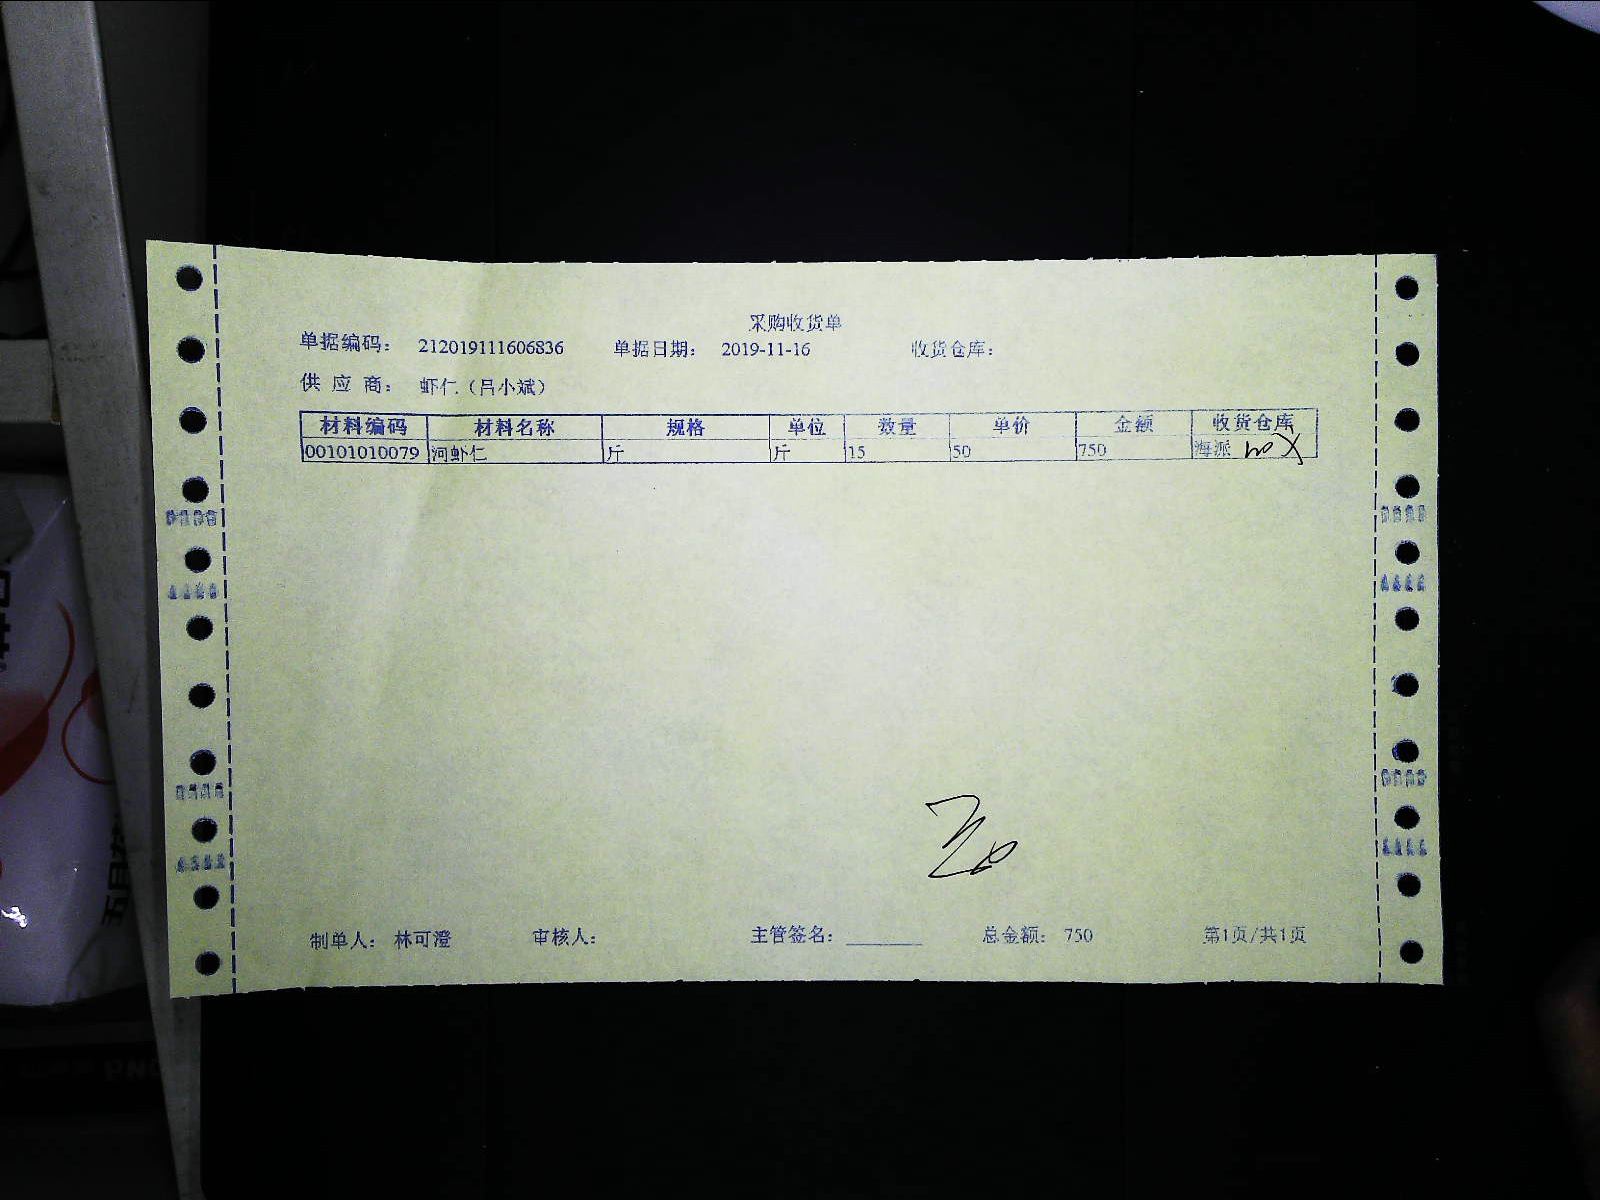 采购收货单
单据编码： 212019111606836 单据日期： 2019-11-16 收货仓库：
供 应 商： 虾仁（吕小斌）
材料编码 材料名称 规格 单位 数量 单价 金额 收货仓库
00101010079 河虾仁 斤 斤 15 50 750 海派
制单人： 林可澄 审核人： 主管签名： ________ 总金额： 750 第1页/共1页